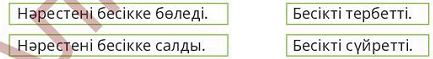 Нәрестені бесікке бөледі.
Бесікті тербетті.
Нәрестені бесікке салды.
Бесікті сүйретті.